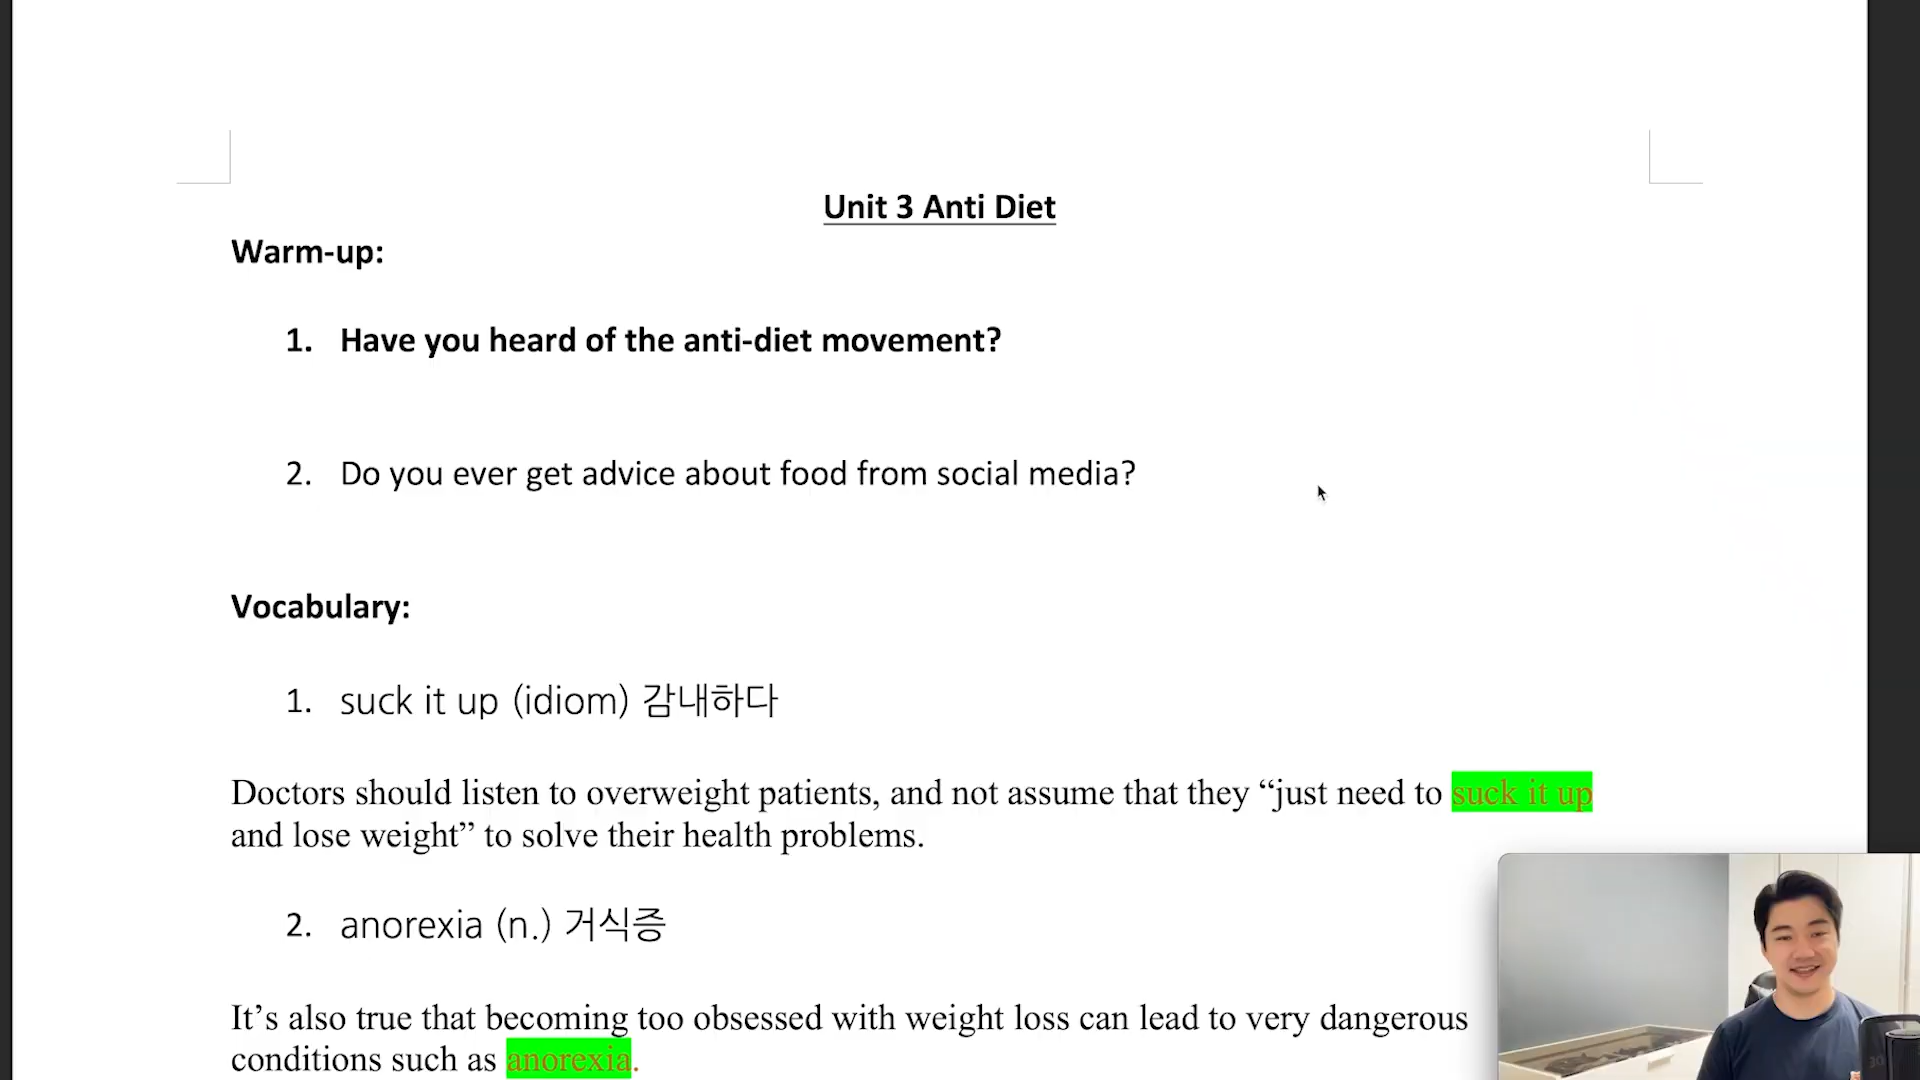 Unit 3 Anti Diet
Warm-up:
1. Have you heard of the anti-diet movement?
2. Do you ever get advice about food from social media?
Vocabulary:
1. suck it up (idiom) 감내하다
Doctors should listen to overweight patients, and not assume that they “just need to suck it up
and lose weight” to solve their health problems.
2. anorexia (n.) 거식증
It’s also true that becoming too obsessed with weight loss can lead to very dangerous
conditions such as anorexia.
30